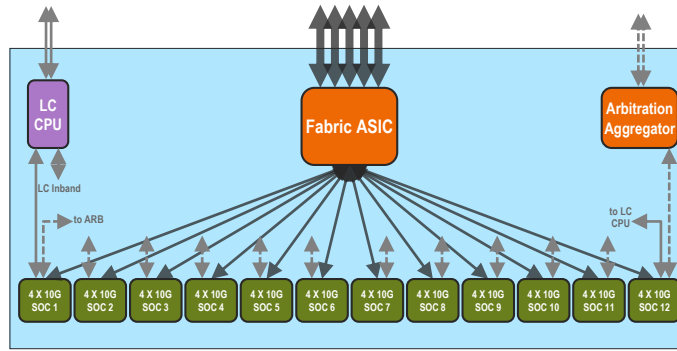 LC
CPU
Fabric ASIC
Arbitration
Aggregator
LC Inband
to ARB
to LC
CPU
4 X 10G
SOC 1
4 X 10G
SOC 2
4 X 10G
SOC 3
4 X 10G
SOC 4
4 X 10G
SOC 5
4 X 10G
SOC 6
4 X 10G
SOC 7
4 X 10G
SOC 8
4 X 10G
SOC 9
4 X 10G
SOC 10
4 X 10G
SOC 11
4 X 10G
SOC 12